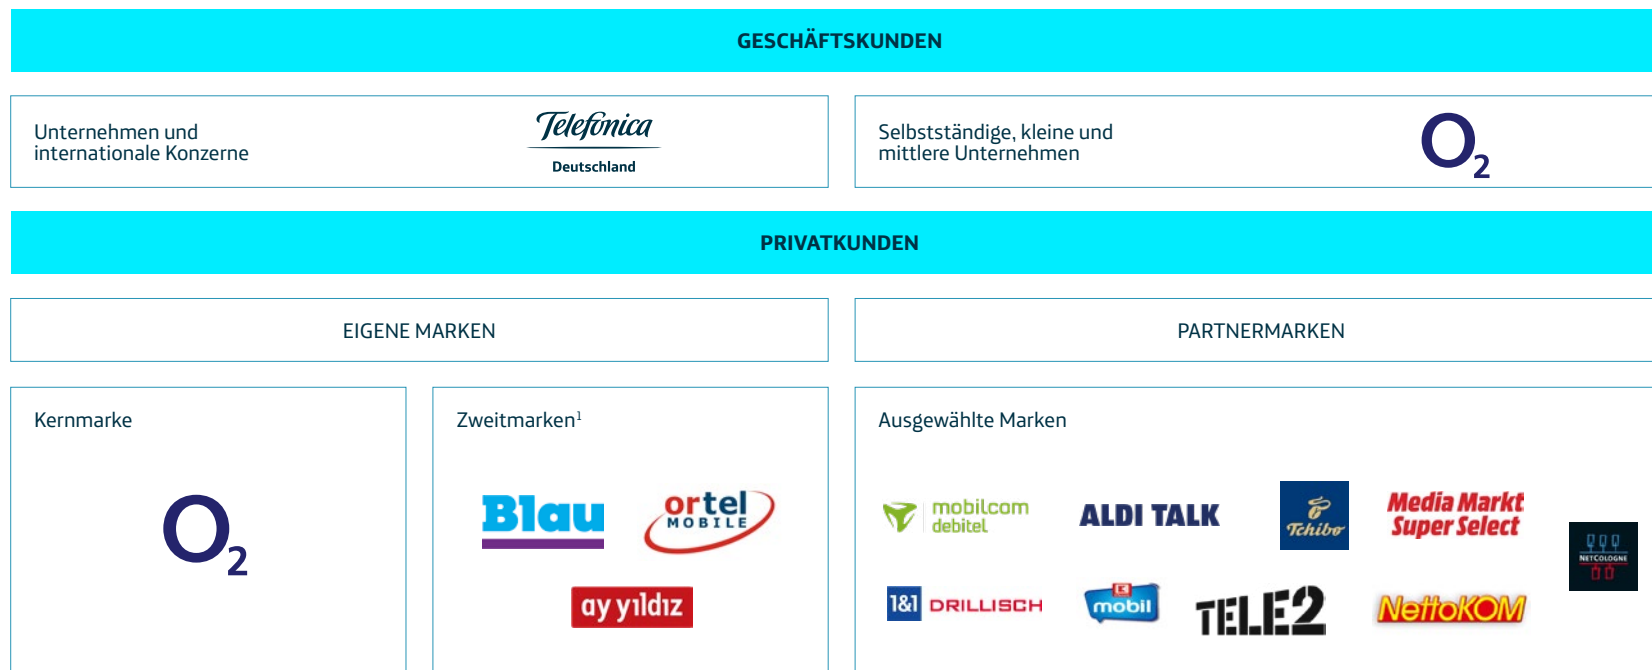 GESCHÄFTSKUNDEN
Unternehmen und
internationale Konzerne
Telefónica
Deutschland
Selbstständige, kleine und
mittlere Unternehmen
O2
PRIVATKUNDEN
EIGENE MARKEN
PARTNERMARKEN
Kernmarke
O2
Zweitmarken¹
Blau
ortel
MOBILE
ay yıldız
Ausgewählte Marken
mobilcom
debitel
ALDI TALK
Tchibo
Media Markt
Super Select
NETCOLOGNE
1&1 DRILLISCH
K
mobil
TELE2
NettoKOM